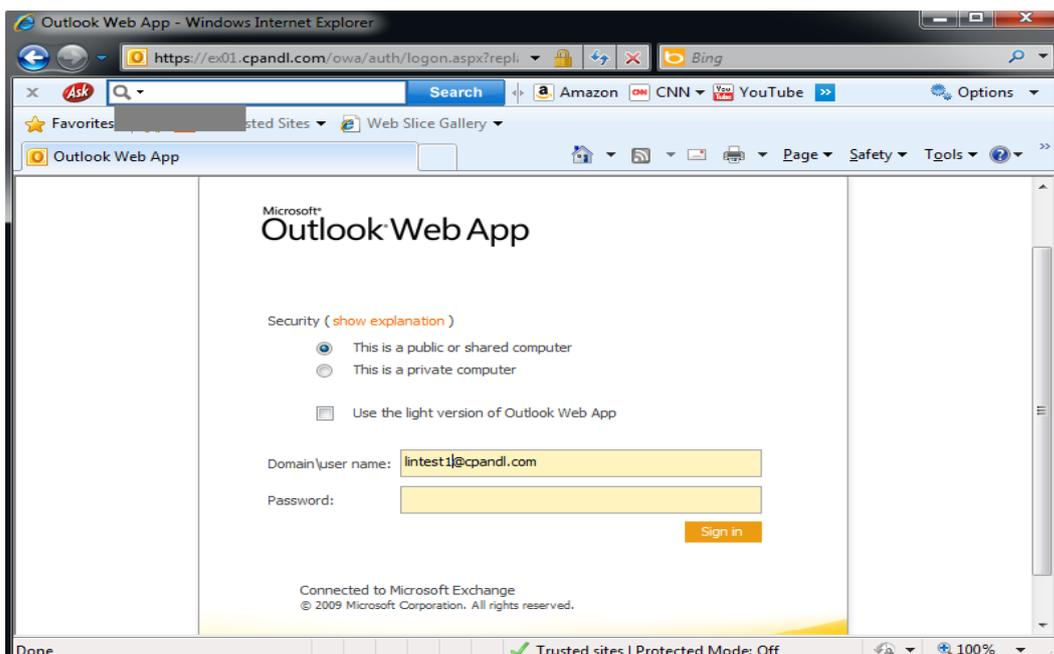 Outlook Web App - Windows Internet Explorer
https://ex01.cpandl.com/owa/auth/logon.aspx?repl
Bing
Ask
Search
Amazon
CNN
YouTube
Options
Favorites
sted Sites
Web Slice Gallery
Outlook Web App
Page
Safety
Tools
Microsoft®
Outlook Web App
Security ( show explanation )
This is a public or shared computer
This is a private computer
Use the light version of Outlook Web App
Domain\user name: lintest1@cpandl.com
Password:
Sign in
Connected to Microsoft Exchange
© 2009 Microsoft Corporation. All rights reserved.
Done
Trusted sites | Protected Mode: Off
100%